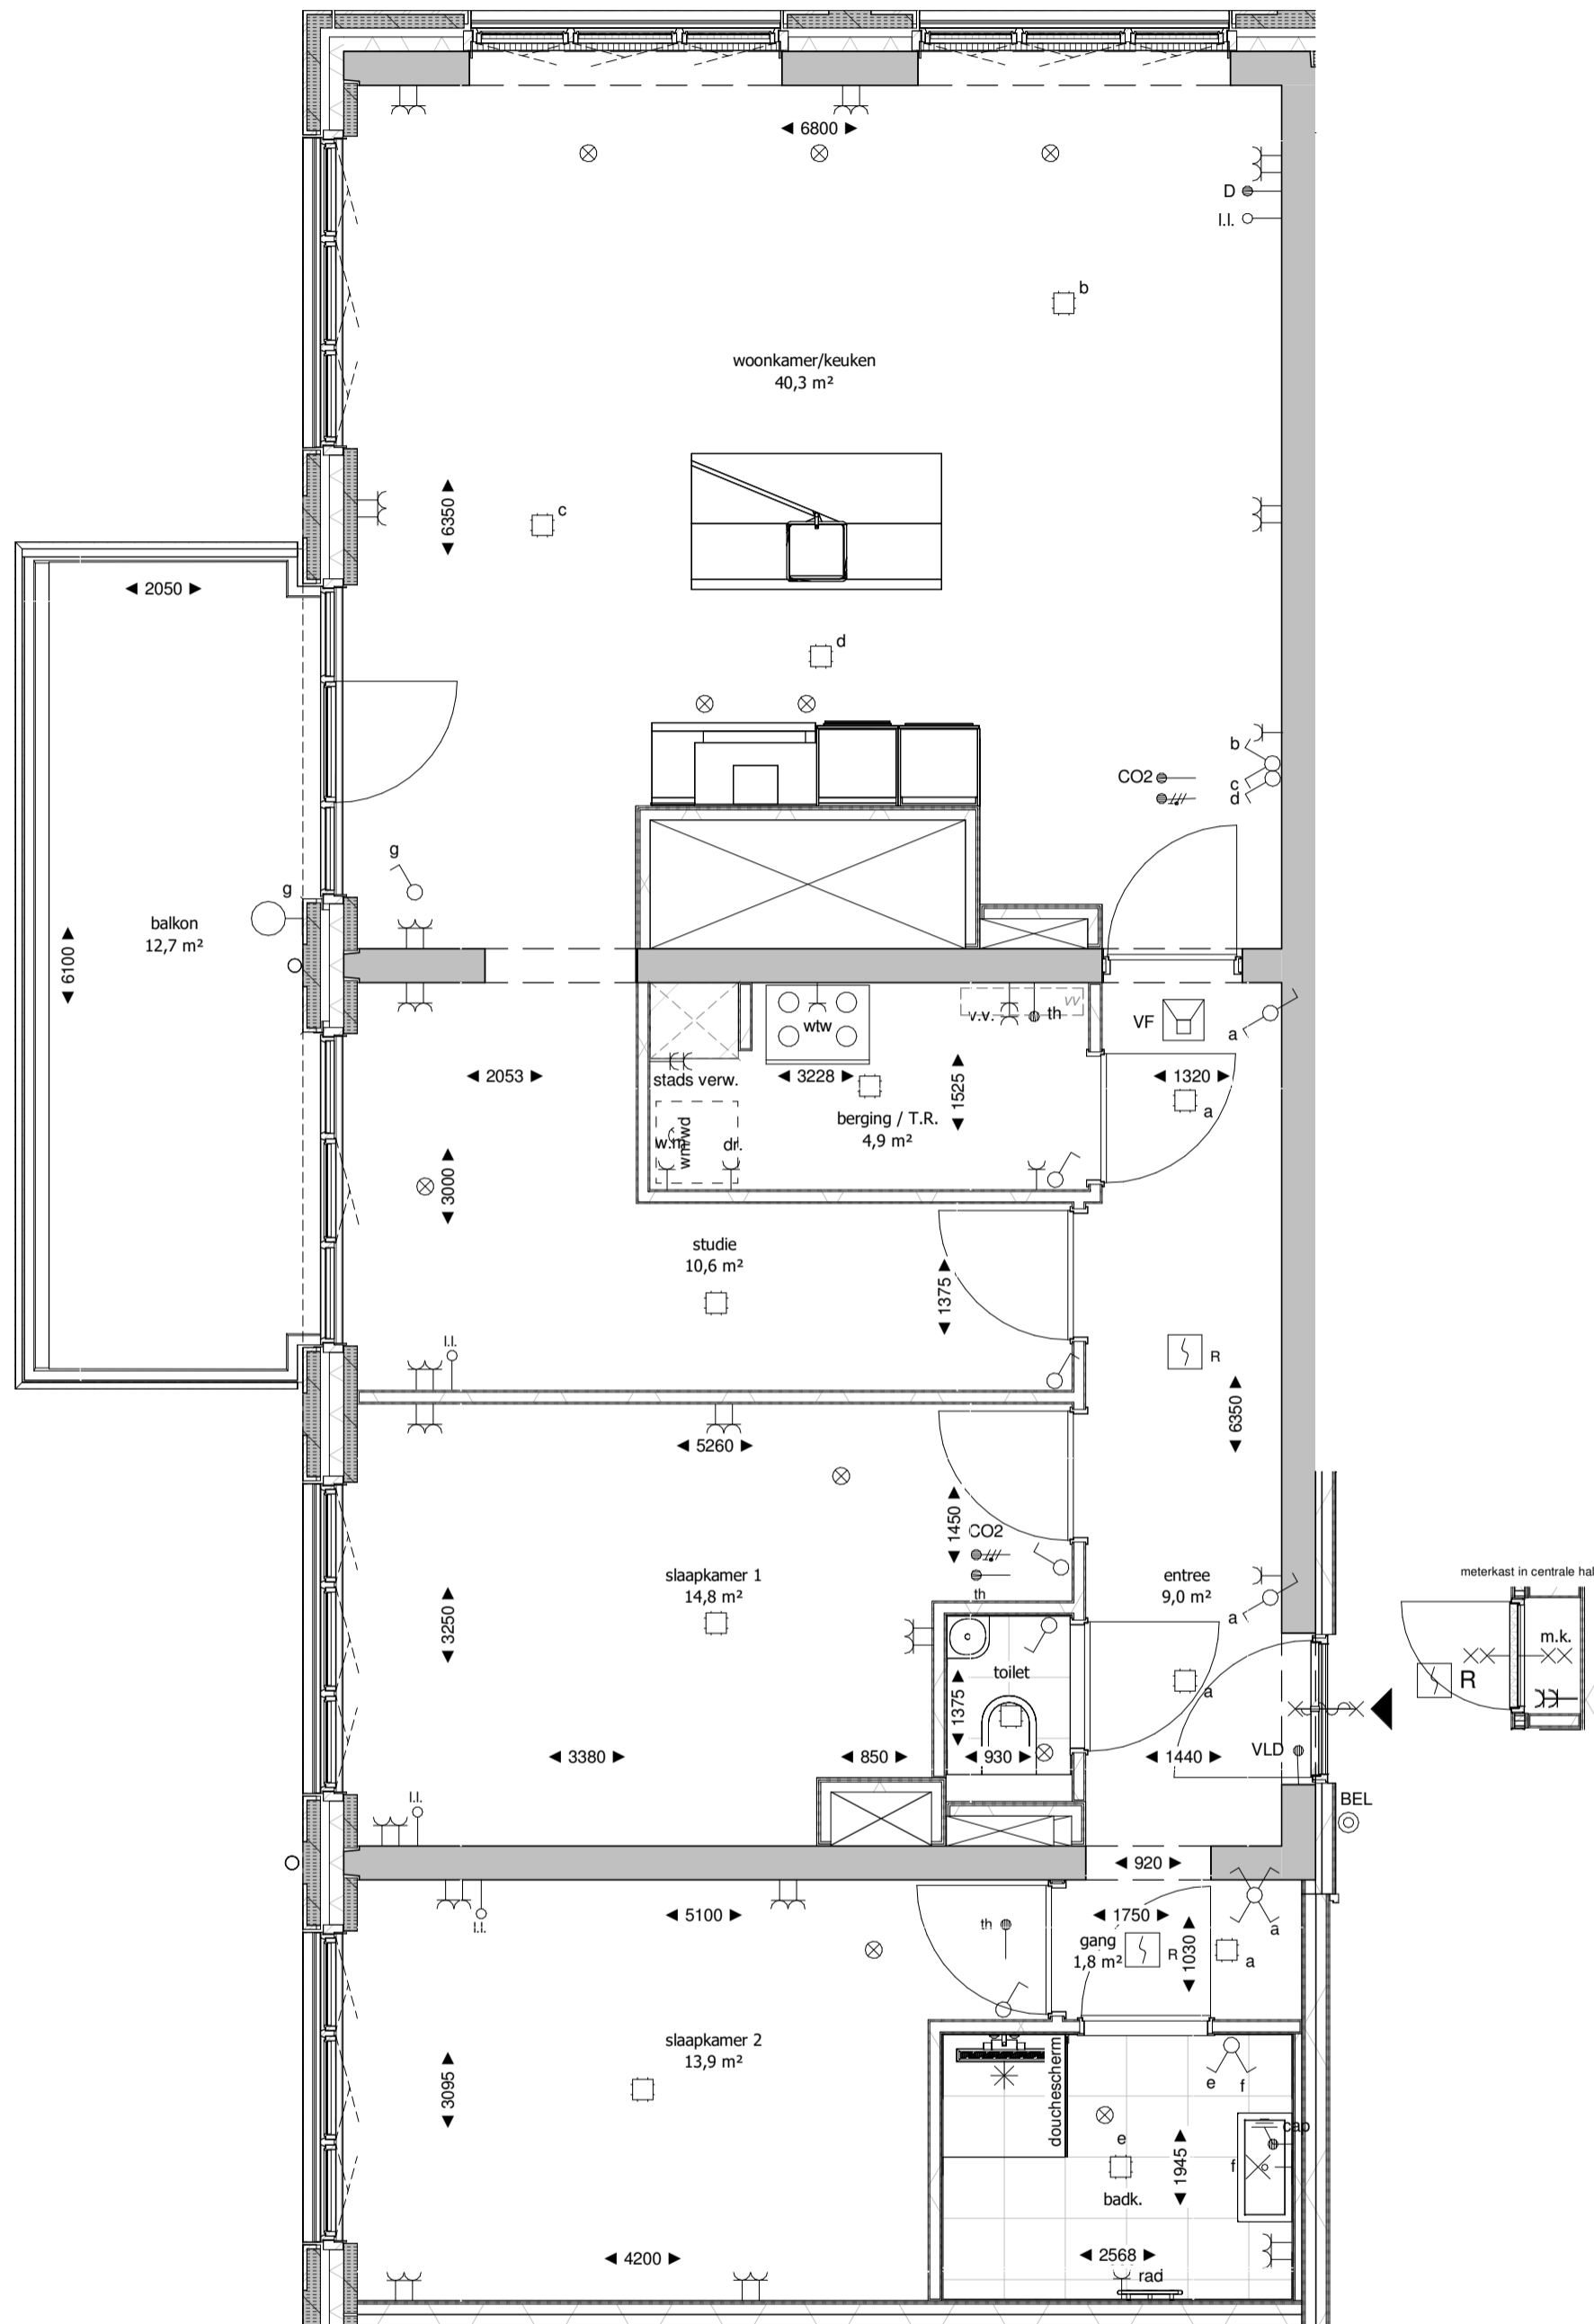 6800
D
l.l.
b
woonkamer/keuken
40,3 m²
6350
c
2050
d
b
CO2
c
d
g
g
balkon
12,7 m²
6100
VV
v.v.
th
VF
a
wtw
stads verw.
2053
3228
1525
1320
a
berging / T.R.
4,9 m²
w.m
wm/wd
dr.
3000
studie
10,6 m²
1375
l.l.
R
6350
5260
1450
CO2
th
slaapkamer 1
14,8 m²
3250
entree
9,0 m²
a
meterkast in centrale hal
m.k.
R
toilet
1375
a
3380
850
930
1440
VLD
BEL
l.l.
920
l.l.
5100
th
1750
gang
1,8 m²
R
1030
a
a
slaapkamer 2
13,9 m²
3095
douchescherm
e
f
cap
e
f
1945
badk.
4200
2568
rad